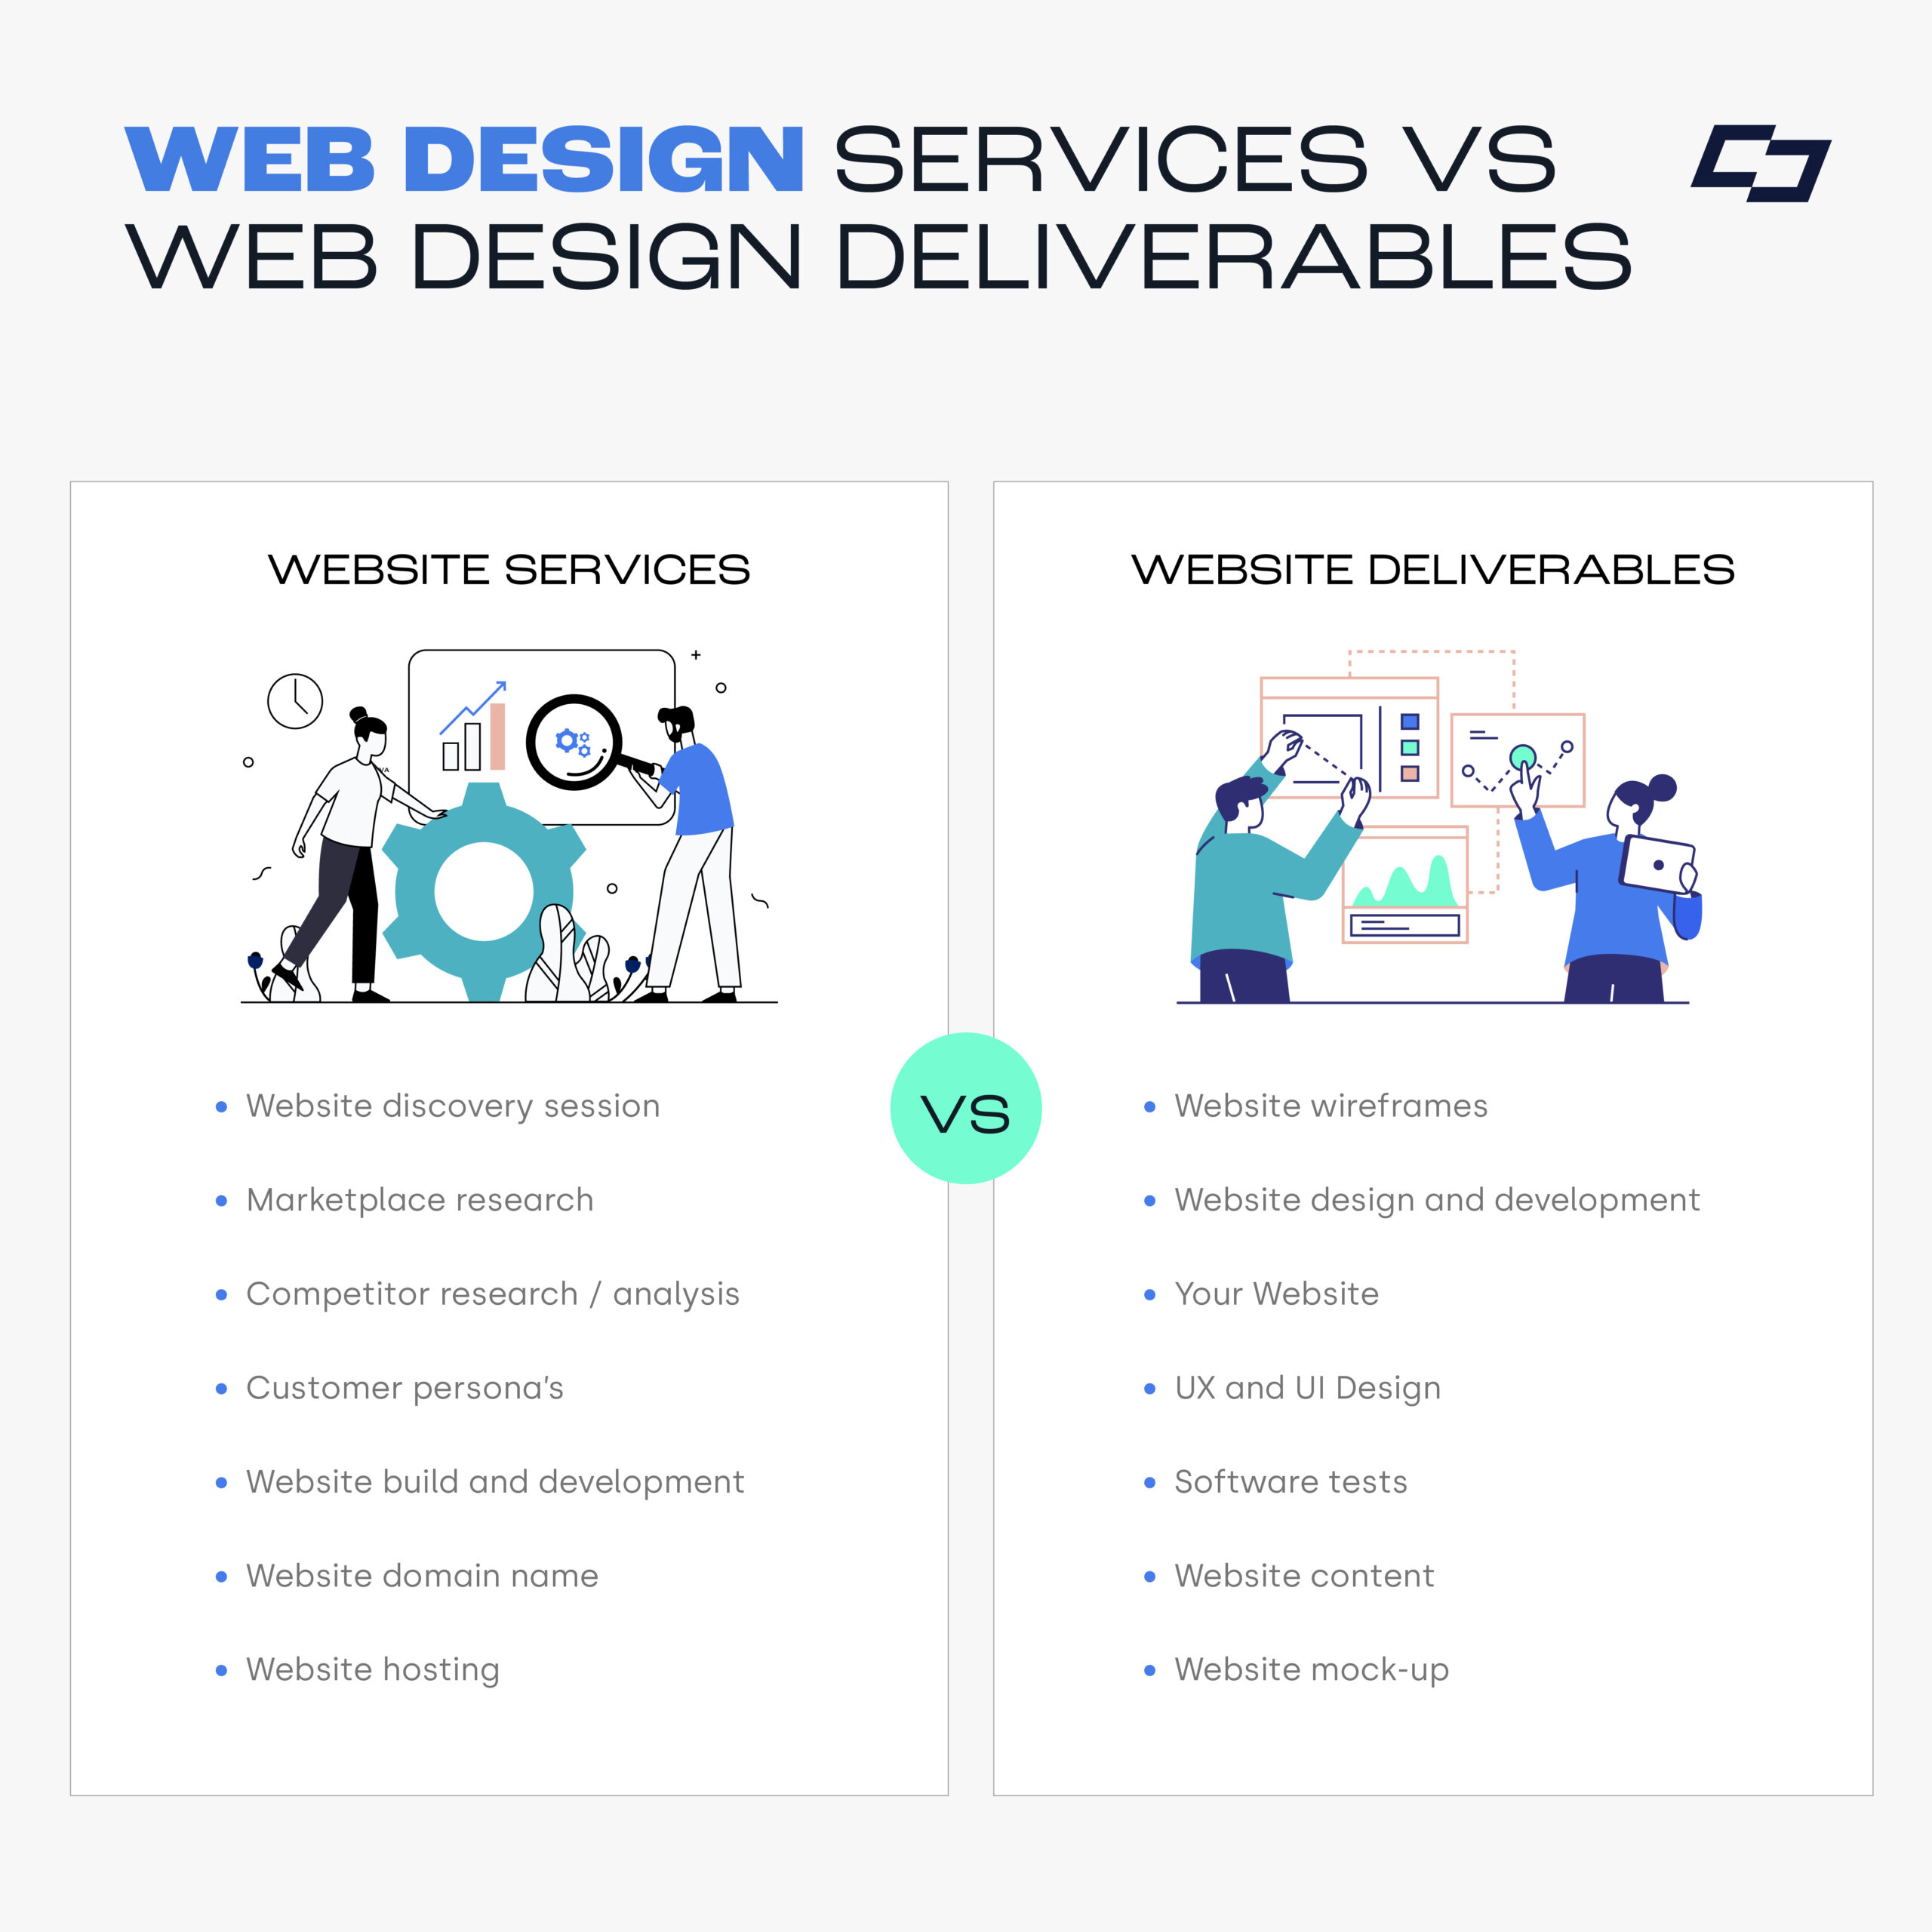 WEB DESIGN SERVICES VS
WEB DESIGN DELIVERABLES
WEBSITE SERVICES
Website discovery session
Marketplace research
Competitor research / analysis
Customer persona's
Website build and development
Website domain name
Website hosting
VS
WEBSITE DELIVERABLES
Website wireframes
Website design and development
Your Website
UX and UI Design
Software tests
Website content
Website mock-up